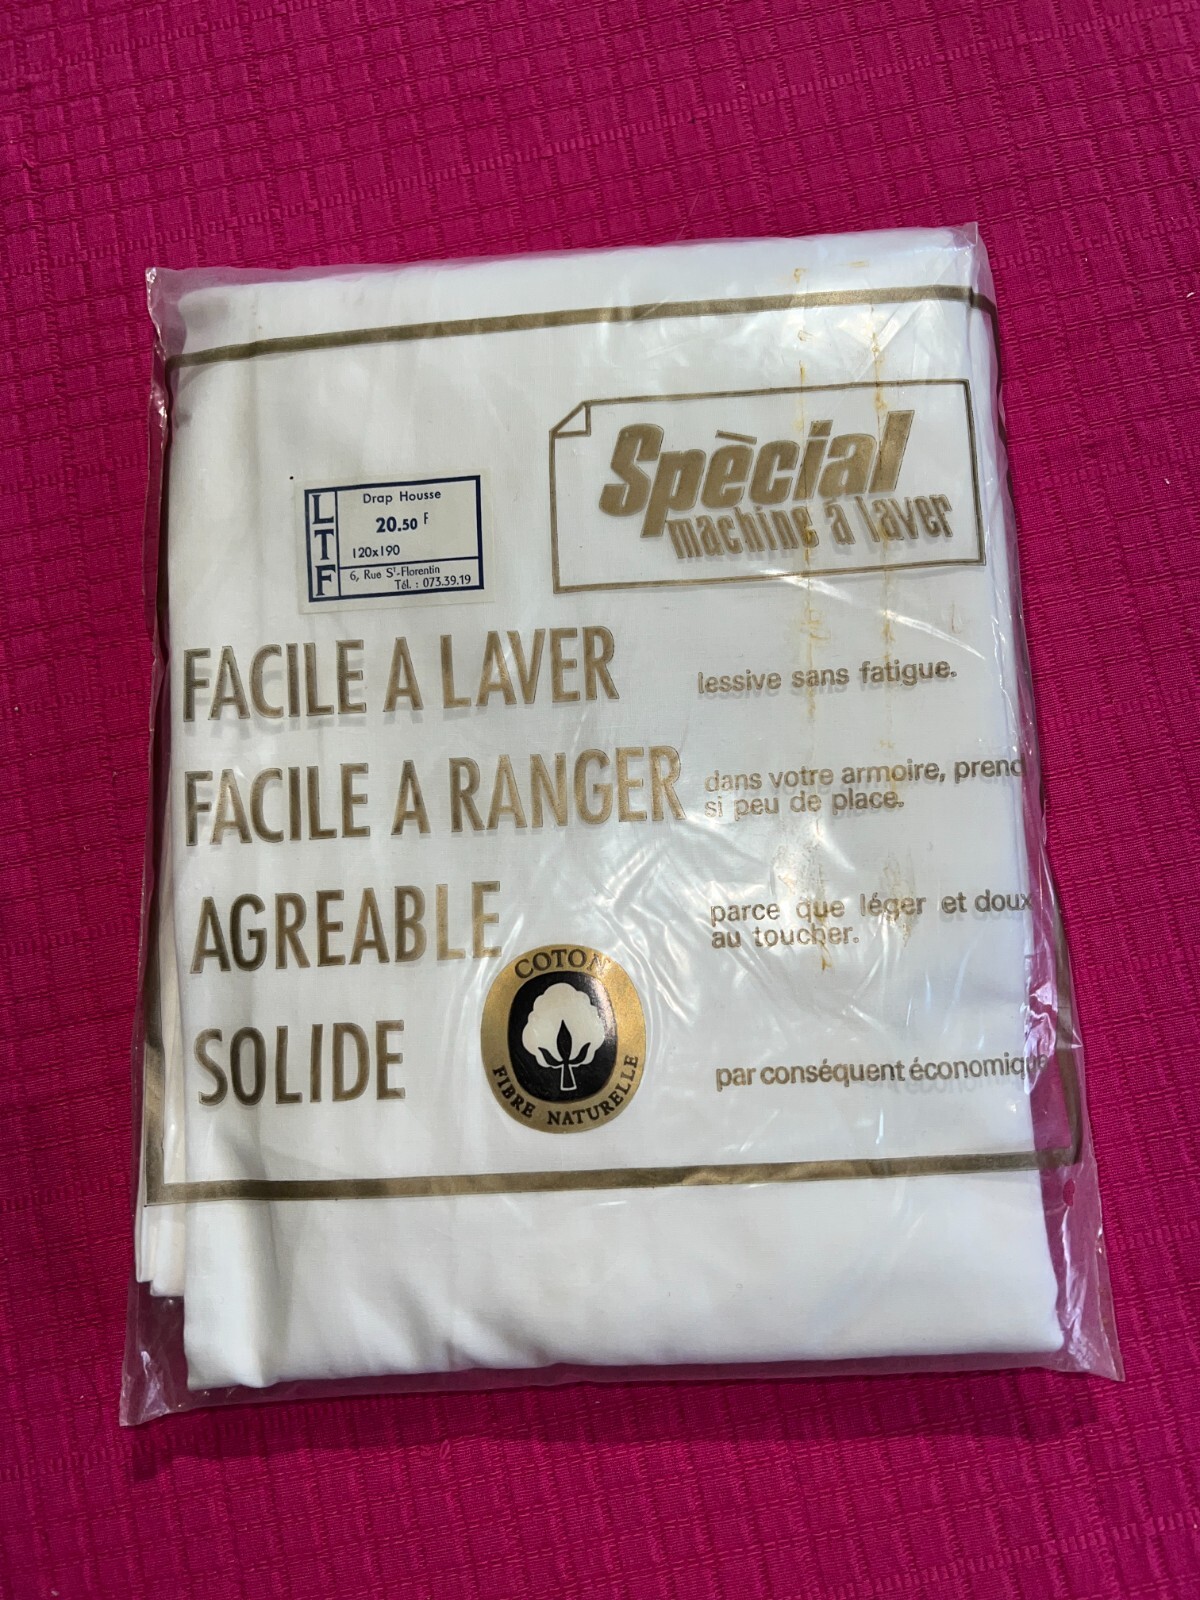 Spècial
machine à laver
LTF
Drap Housse
20.50 F
120x190
6, Rue St-Florentin
Tél. : 073.39.19
FACILE A LAVER
lessive sans fatigue.
FACILE A RANGER
dans votre armoire, prend
si peu de place.
AGREABLE
parce que léger et doux
au toucher.
SOLIDE
COTON
FIBRE NATURELLE
par conséquent économique